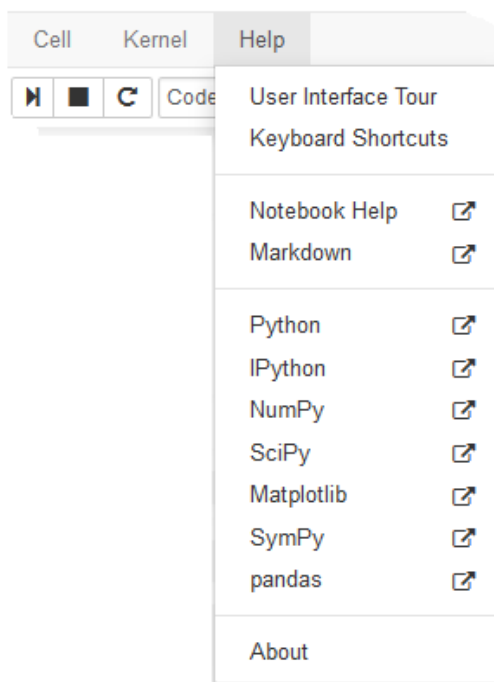 Cell Kernel Help
Code
User Interface Tour
Keyboard Shortcuts
Notebook Help
Markdown
Python
IPython
NumPy
SciPy
Matplotlib
SymPy
pandas
About